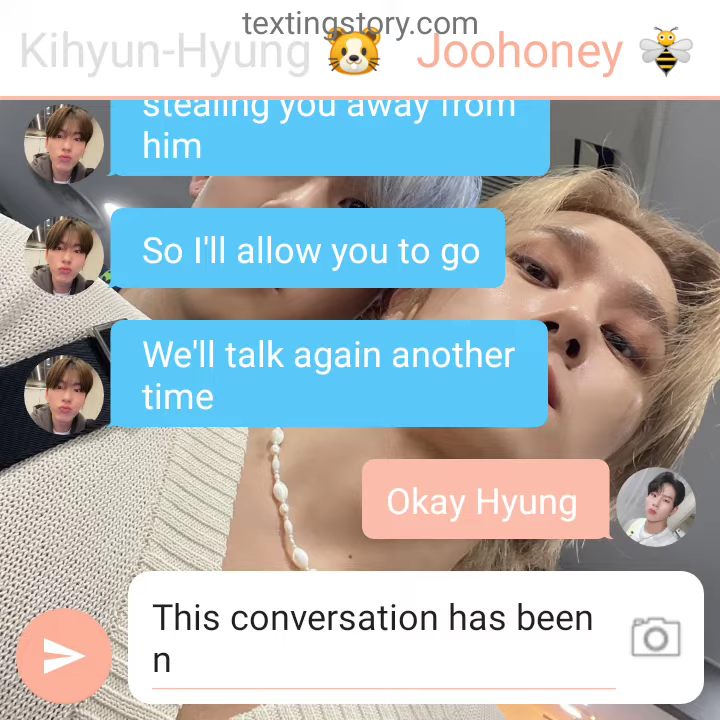 textingstory.com
Kihyun-Hyung 🐹 Joohoney 🐝
stealing you away from
him
So I'll allow you to go
We'll talk again another
time
Okay Hyung
This conversation has been
n